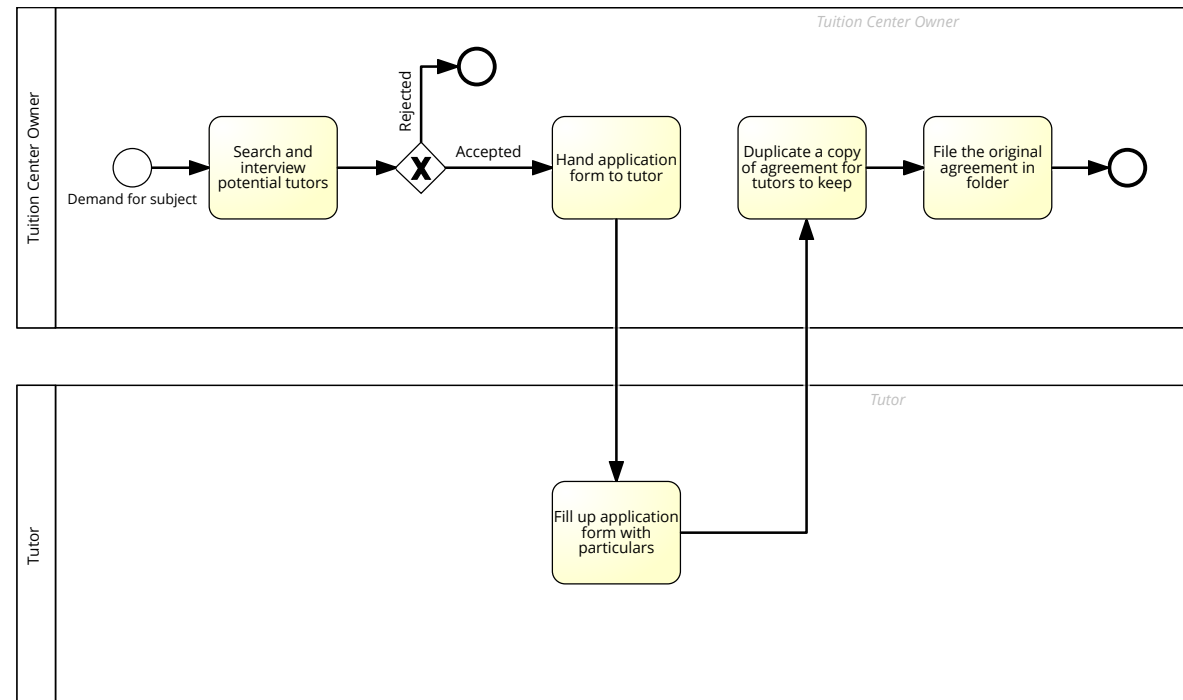 Tuition Center Owner
Tuition Center Owner
Rejected
Accepted
Search and
interview
potential tutors
Demand for subject
Hand application
form to tutor
Duplicate a copy
of agreement for
tutors to keep
File the original
agreement in
folder
Tutor
Tutor
Fill up application
form with
particulars